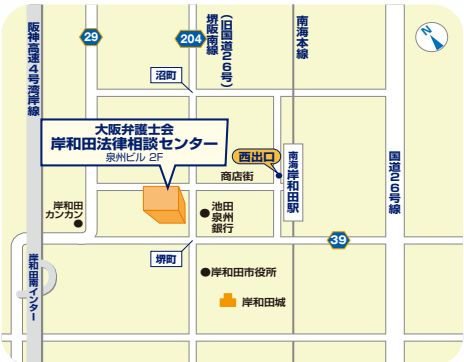 阪神高速4号湾岸線
29
204
堺阪南線
(旧国道26号)
南海本線
N
沼町
大阪弁護士会
岸和田法律相談センター
泉州ビル 2F
西出口
商店街
南海岸和田駅
国道26号線
岸和田
カンカン
池田
泉州
銀行
39
堺町
岸和田南インター
岸和田市役所
岸和田城